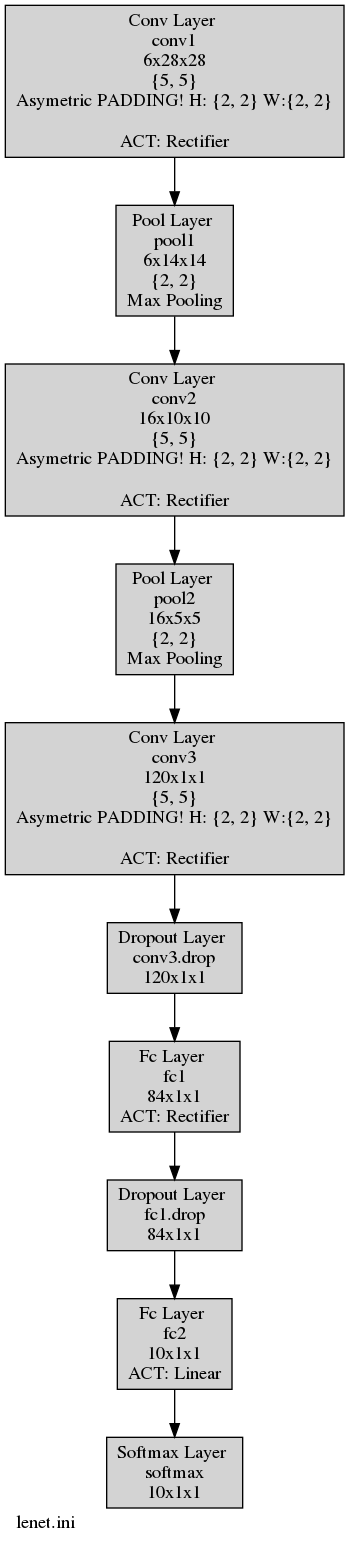 Conv Layer
conv1
6x28x28
{5, 5}
Asymetric PADDING! H: {2, 2} W:{2, 2}
ACT: Rectifier
Pool Layer
pool1
6x14x14
{2, 2}
Max Pooling
Conv Layer
conv2
16x10x10
{5, 5}
Asymetric PADDING! H: {2, 2} W:{2, 2}
ACT: Rectifier
Pool Layer
pool2
16x5x5
{2, 2}
Max Pooling
Conv Layer
conv3
120x1x1
{5, 5}
Asymetric PADDING! H: {2, 2} W:{2, 2}
ACT: Rectifier
Dropout Layer
conv3.drop
120x1x1
Fc Layer
fc1
84x1x1
ACT: Rectifier
Dropout Layer
fc1.drop
84x1x1
Fc Layer
fc2
10x1x1
ACT: Linear
Softmax Layer
softmax
10x1x1
lenet.ini